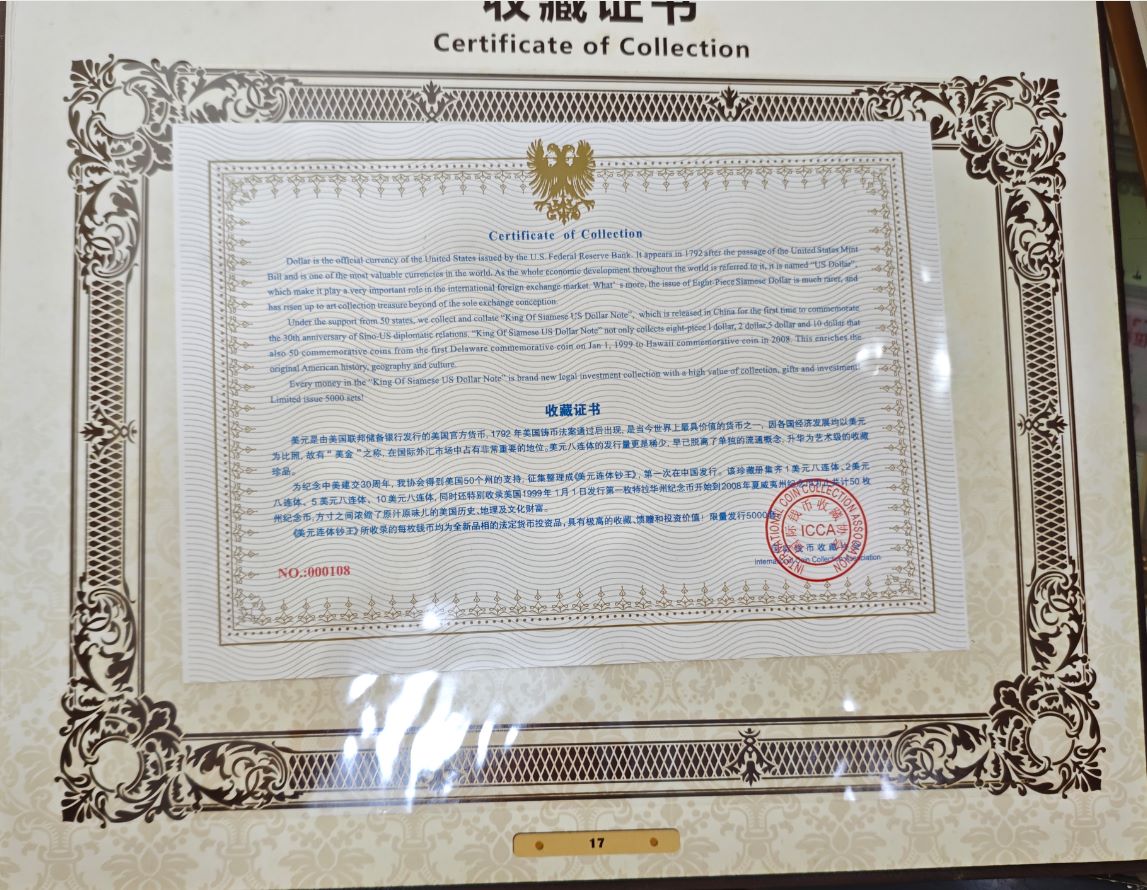 收藏证书
Certificate of Collection
Certificate of Collection
Dollar is the official currency of the United States issued by the U.S. Federal Reserve Bank. It appears in 1792 after the passage of the United States Mint
Bill and is one of the most valuable currencies in the world. As the whole economic development throughout the world is referred to it, it is named "US Dollar",
which make it play a very important role in the international foreign exchange market. What's more, the issue of Eight-Piece Siamese Dollar is much rarer, and
has risen up to art collection treasure beyond of the sole exchange conception.
Under the support from 50 states, we collect and collate "King Of Siamese US Dollar Note", which is released in China for the first time to commemorate
the 30th anniversary of Sino-US diplomatic relations. "King Of Siamese US Dollar Note" not only collects eight-piece 1 dollar, 2 dollar,5 dollar and 10 dollas that
also 50 commemorative coins from the first Delaware commemorative coin on Jan 1, 1999 to Hawaii commemorative coin in 2008. This enriches the
original American history, geography and culture.
Every money in the "King Of Siamese US Dollar Note" is brand new legal investment collection with a high value of collection, gifts and investment!
Limited issue 5000 sets!
收藏证书
美元是由美国联邦储备银行发行的美国官方货币, 1792 年美国铸币法案通过后出现, 是当今世界上最具价值的货币之一, 因各国经济发展均以美元
为比照, 故有"美金"之称, 在国际外汇市场中占有非常重要的地位。美元八连体的发行量更是稀少, 早已脱离了单独的流通概念, 升华为艺术级的收藏
珍品。
为纪念中美建交30周年, 我协会得到美国50个州的支持, 征集整理成《美元连体钞王》, 第一次在中国发行。该珍藏册集齐 1 美元八连体、2美元
八连体、5 美元八连体、10 美元八连体, 同时还特别收录美国1999 年 1 月 1 日发行第一枚特拉华州纪念币开始到2008年夏威夷州纪念币为止共计50 枚
州纪念币, 方寸之间浓缩了原汁原味儿的美国历史、地理及文化财富。
《美元连体钞王》所收录的每枚钱币均为全新品相的法定货币投资品, 具有极高的收藏、馈赠和投资价值! 限量发行5000
INTERNATIONAL COIN COLLECTION ASSOCIATION
国际钱币收藏协会
ICCA
币收藏
International Coin Collection Association
NO.:000108
17